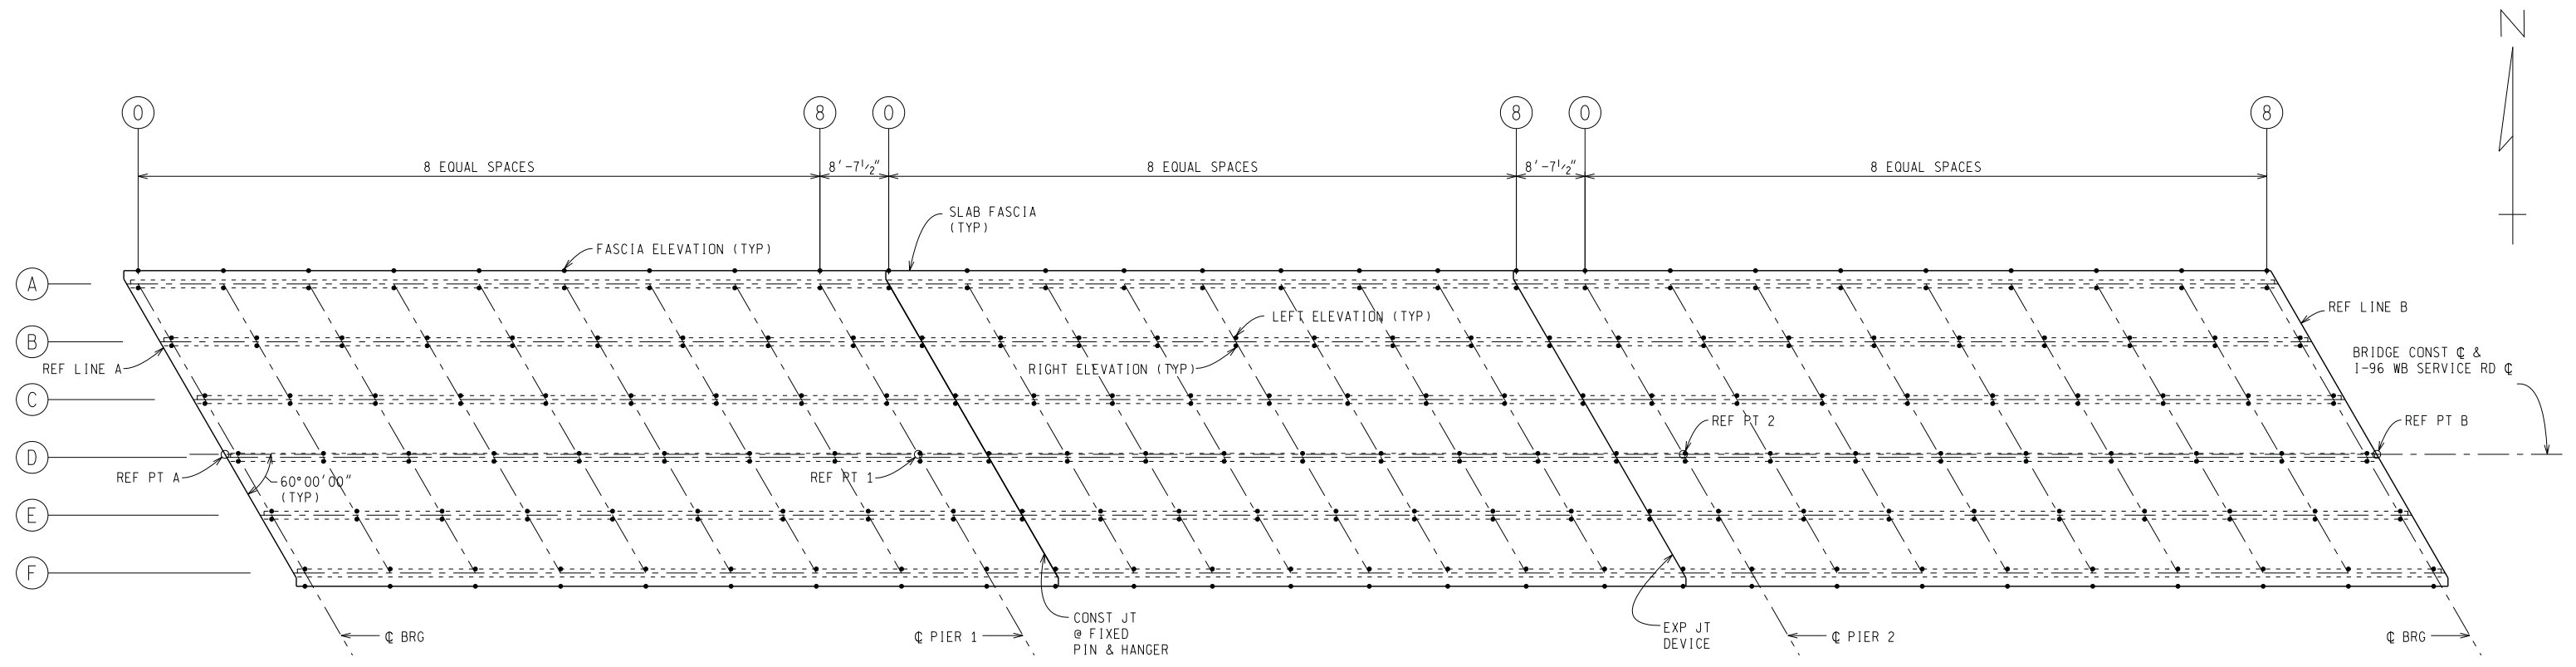 N
0
8
0
8
0
8
8 EQUAL SPACES
8'-7½"
8 EQUAL SPACES
8'-7½"
8 EQUAL SPACES
SLAB FASCIA
(TYP)
FASCIA ELEVATION (TYP)
A
REF LINE B
LEFT ELEVATION (TYP)
B
BRIDGE CONST ℄ &
I-96 WB SERVICE RD ℄
REF LINE A
RIGHT ELEVATION (TYP)
C
REF PT 2
REF PT B
D
REF PT A
REF PT 1
60°00'00"
(TYP)
E
F
CONST JT
@ FIXED
PIN & HANGER
EXP JT
DEVICE
℄ BRG
℄ PIER 1
℄ PIER 2
℄ BRG